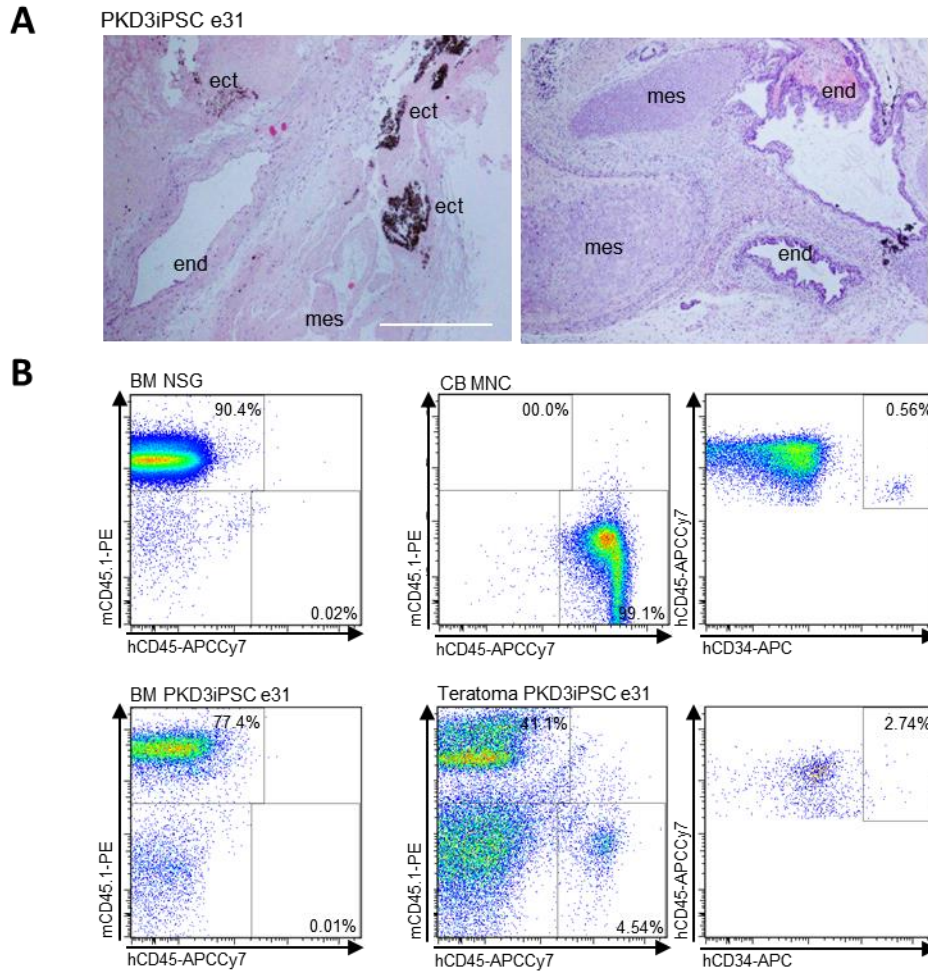 A
PKD3iPSC e31
ect
ect
ect
end
mes
mes
end
mes
end
B
BM NSG
90.4%
0.02%
mCD45.1-PE
hCD45-APCCy7
CB MNC
00.0%
99.1%
mCD45.1-PE
hCD45-APCCy7
0.56%
hCD45-APCCy7
hCD34-APC
BM PKD3iPSC e31
77.4%
0.01%
mCD45.1-PE
hCD45-APCCy7
Teratoma PKD3iPSC e31
41.1%
4.54%
mCD45.1-PE
hCD45-APCCy7
2.74%
hCD45-APCCy7
hCD34-APC